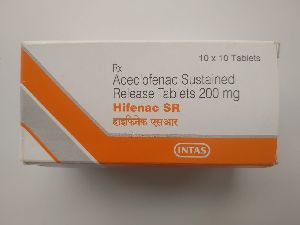 10 x 10 Tablets
Rx
Aceclofenac Sustained
Release Tablets 200 mg
Hifenac SR
हाइफिनेक एसआर
INTAS